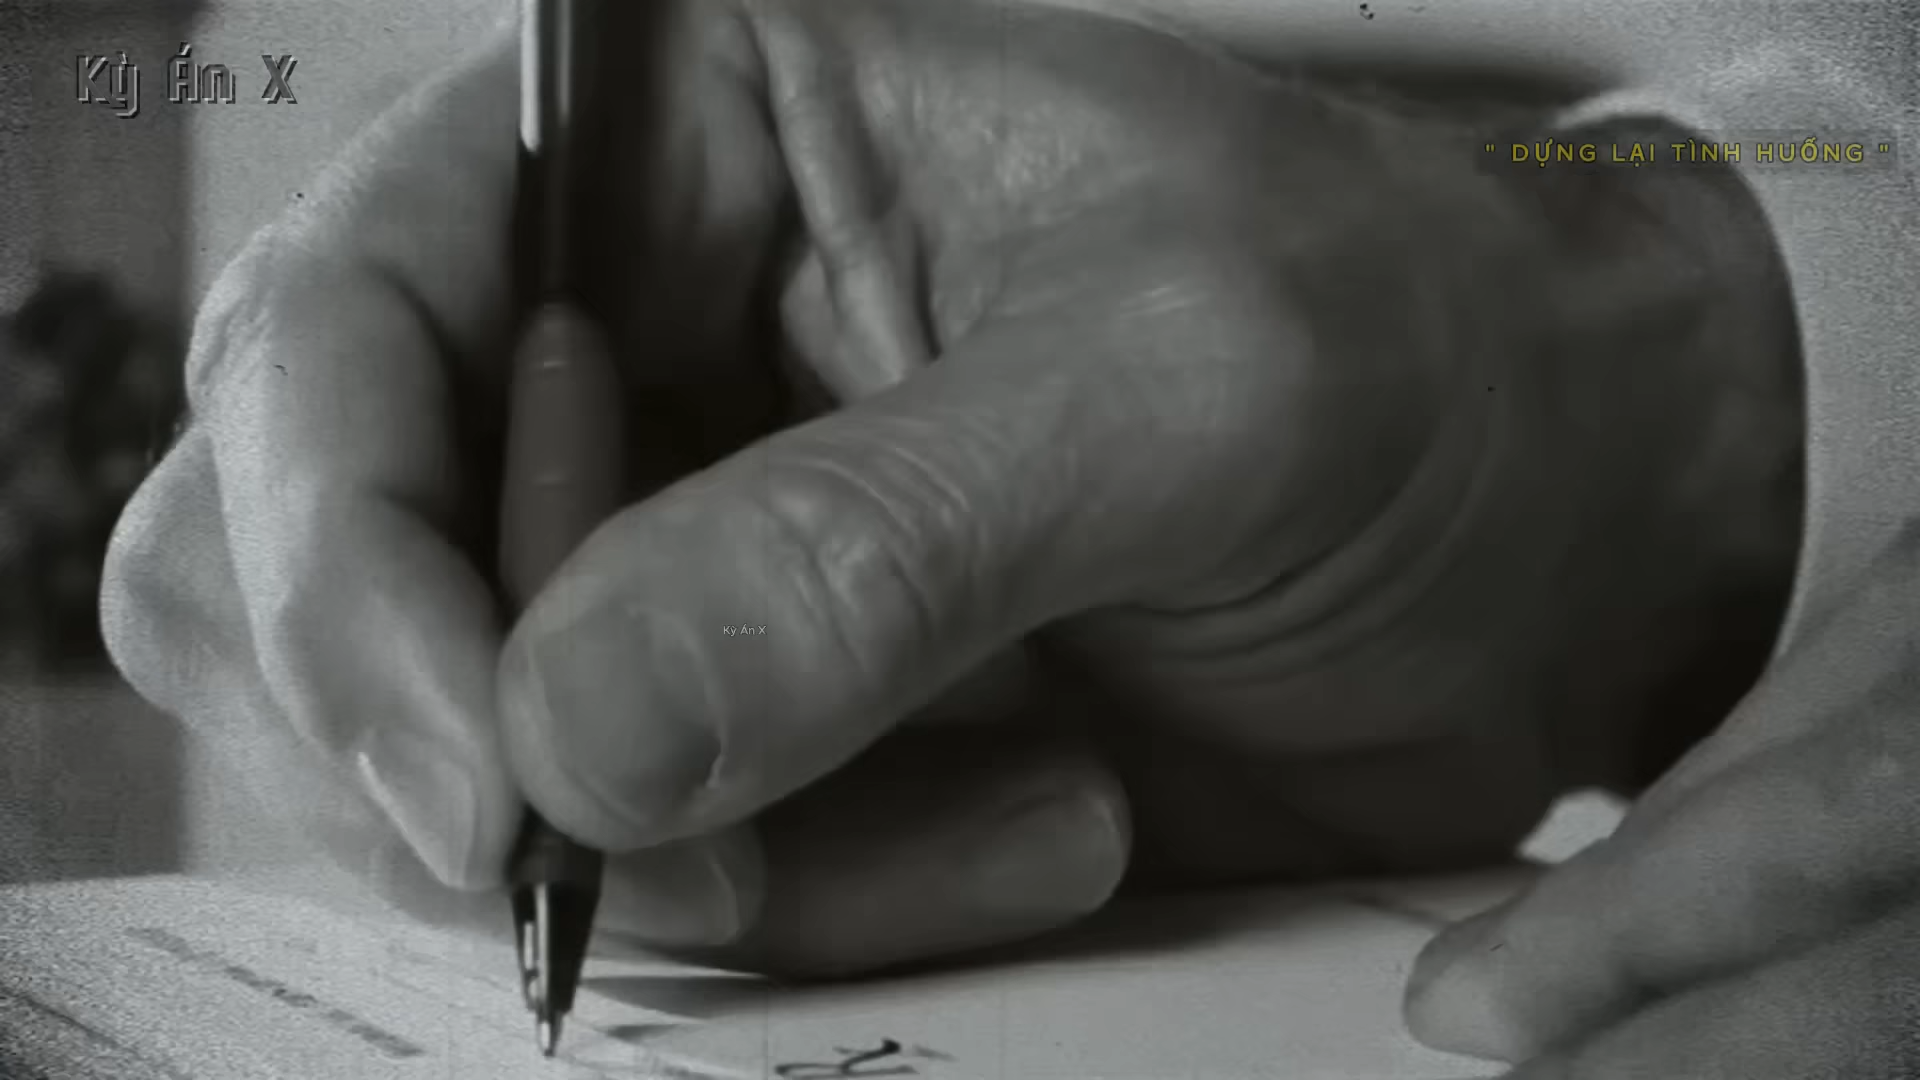 Kỳ Án X
" DỰNG LẠI TÌNH HUỐNG "
Kỳ Án X